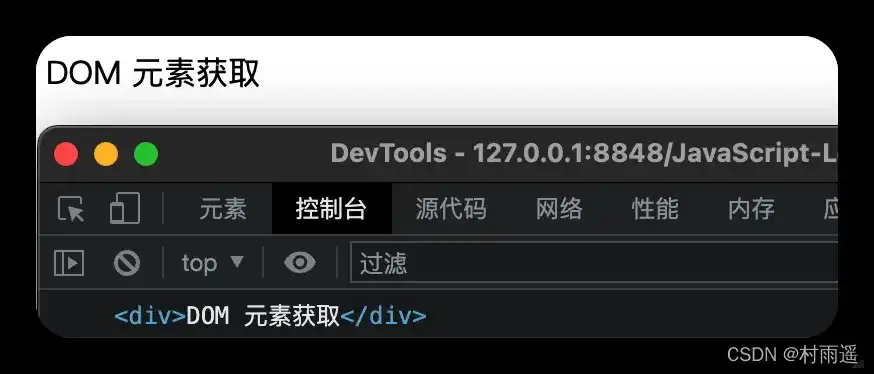 DOM 元素获取
DevTools - 127.0.0.1:8848/JavaScript-L
元素 控制台 源代码 网络 性能 内存
top 过滤
<div>DOM 元素获取</div>
CSDN @村雨遥